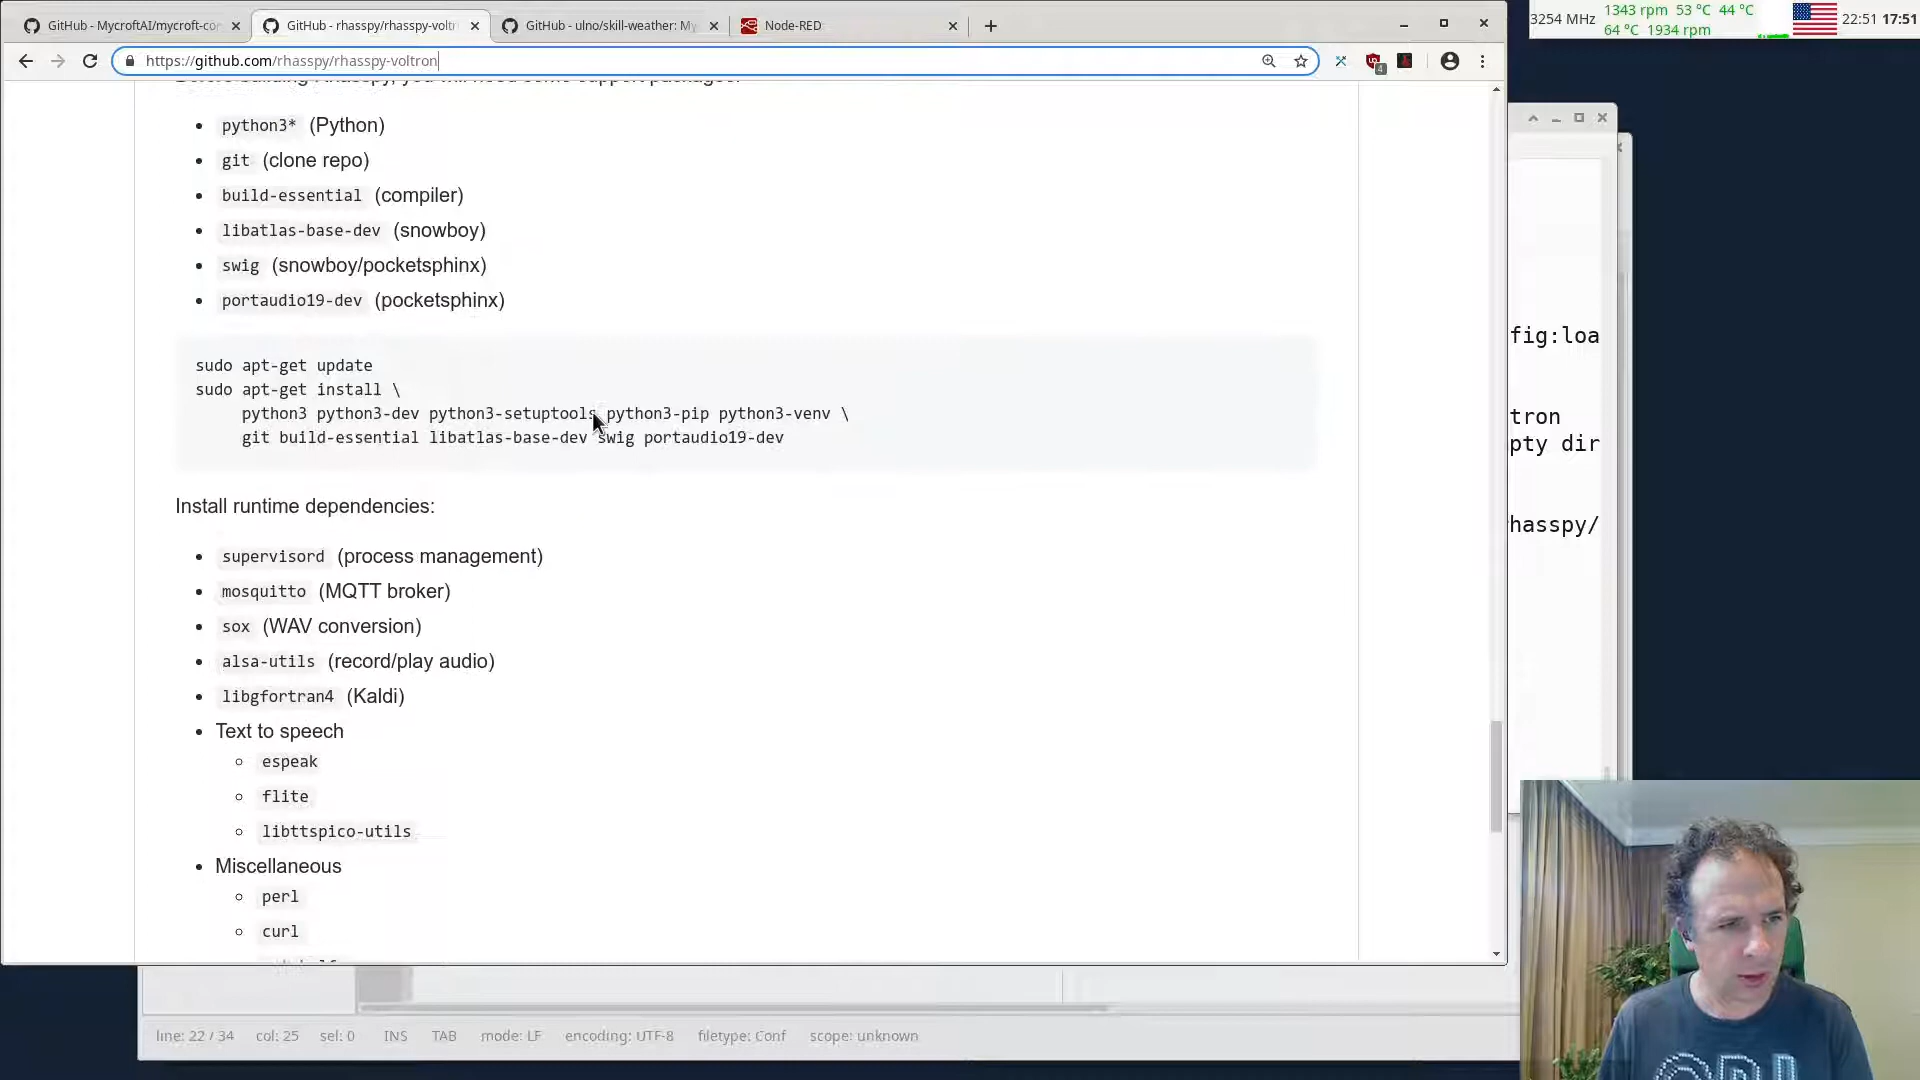 GitHub - MycroftAI/mycroft-cor
GitHub - rhasspy/rhasspy-voltr
GitHub - ulno/skill-weather: My
Node-RED
3254 MHz
1343 rpm 53 °C 44 °C
64 °C 1934 rpm
22:51 17:51
https://github.com/rhasspy/rhasspy-voltron
4
python3* (Python)
git (clone repo)
build-essential (compiler)
libatlas-base-dev (snowboy)
swig (snowboy/pocketsphinx)
portaudio19-dev (pocketsphinx)
sudo apt-get update
sudo apt-get install \
python3 python3-dev python3-setuptools python3-pip python3-venv \
git build-essential libatlas-base-dev swig portaudio19-dev
Install runtime dependencies:
supervisord (process management)
mosquitto (MQTT broker)
sox (WAV conversion)
alsa-utils (record/play audio)
libgfortran4 (Kaldi)
Text to speech
espeak
flite
libttspico-utils
Miscellaneous
perl
curl
fig:loa
tron
pty dir
hasspy/
line: 22 / 34 col: 25 sel: 0 INS TAB mode: LF encoding: UTF-8 filetype: Conf scope: unknown